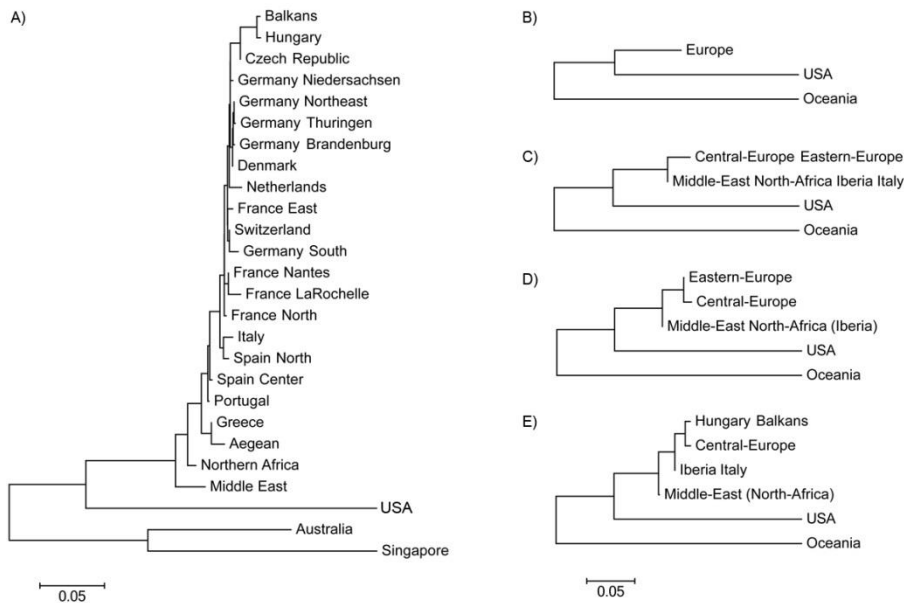 A)
Balkans
Hungary
Czech Republic
Germany Niedersachsen
Germany Northeast
Germany Thuringen
Germany Brandenburg
Denmark
Netherlands
France East
Switzerland
Germany South
France Nantes
France LaRochelle
France North
Italy
Spain North
Spain Center
Portugal
Greece
Aegean
Northern Africa
Middle East
USA
Australia
Singapore
0.05
B)
Europe
USA
Oceania
C)
Central-Europe Eastern-Europe
Middle-East North-Africa Iberia Italy
USA
Oceania
D)
Eastern-Europe
Central-Europe
Middle-East North-Africa (Iberia)
USA
Oceania
E)
Hungary Balkans
Central-Europe
Iberia Italy
Middle-East (North-Africa)
USA
Oceania
0.05